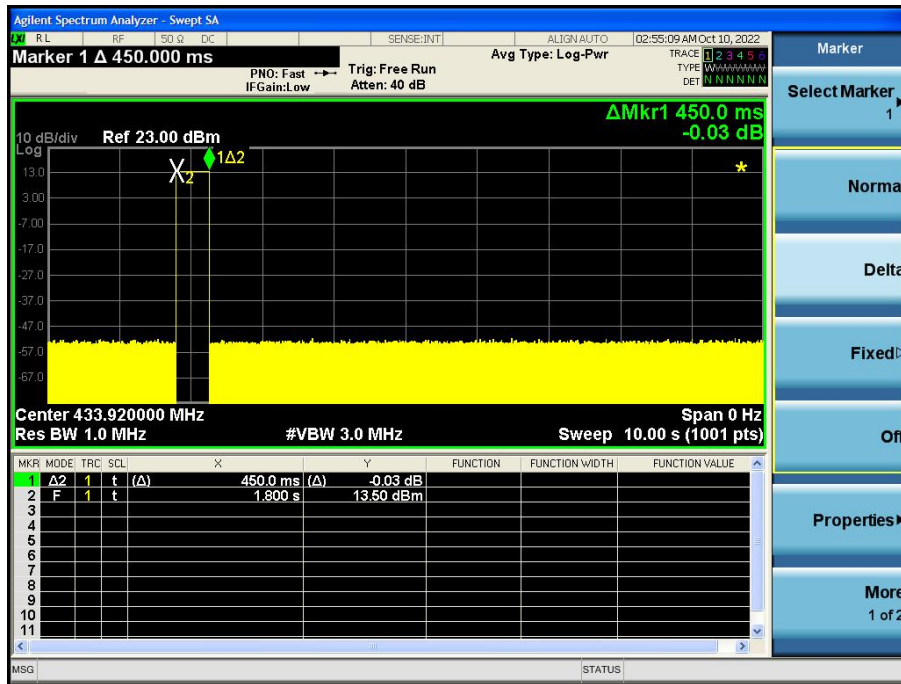 Agilent Spectrum Analyzer - Swept SA
LXI RL RF 50 Ω DC SENSE:INT ALIGNAUTO 02:55:09 AM Oct 10, 2022
Marker 1 Δ 450.000 ms
PNO: Fast
IFGain:Low
Trig: Free Run
Atten: 40 dB
Avg Type: Log-Pwr
TRACE 1 2 3 4 5 6
TYPE
DET N N N N N N
ΔMkr1 450.0 ms
-0.03 dB
10 dB/div Ref 23.00 dBm
Log
13.0
3.00
-7.00
-17.0
-27.0
-37.0
-47.0
-57.0
-67.0
X2
1Δ2
*
Center 433.920000 MHz Span 0 Hz
Res BW 1.0 MHz #VBW 3.0 MHz Sweep 10.00 s (1001 pts)
MKR MODE TRC SCL X Y FUNCTION FUNCTION WIDTH FUNCTION VALUE
1 Δ2 1 t (Δ) 450.0 ms (Δ) -0.03 dB
2 F 1 t 1.800 s 13.50 dBm
3
4
5
6
7
8
9
10
11
MSG STATUS
Marker
Select Marker
1
Norma
Delta
Fixed
Off
Properties
More
1 of 2